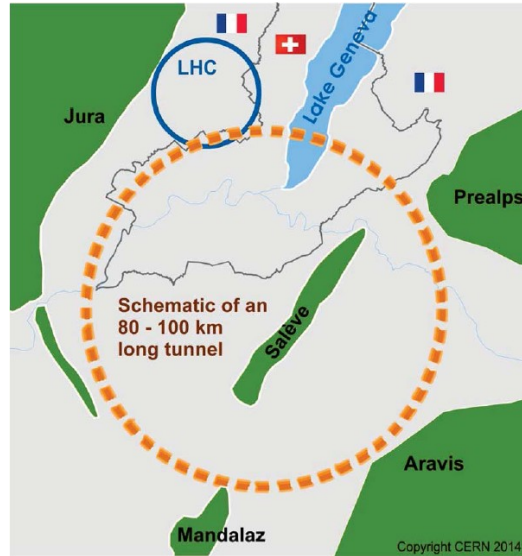 LHC
Lake Geneva
Jura
Prealps
Schematic of an
80 - 100 km
long tunnel
Salève
Aravis
Mandalaz
Copyright CERN 2014